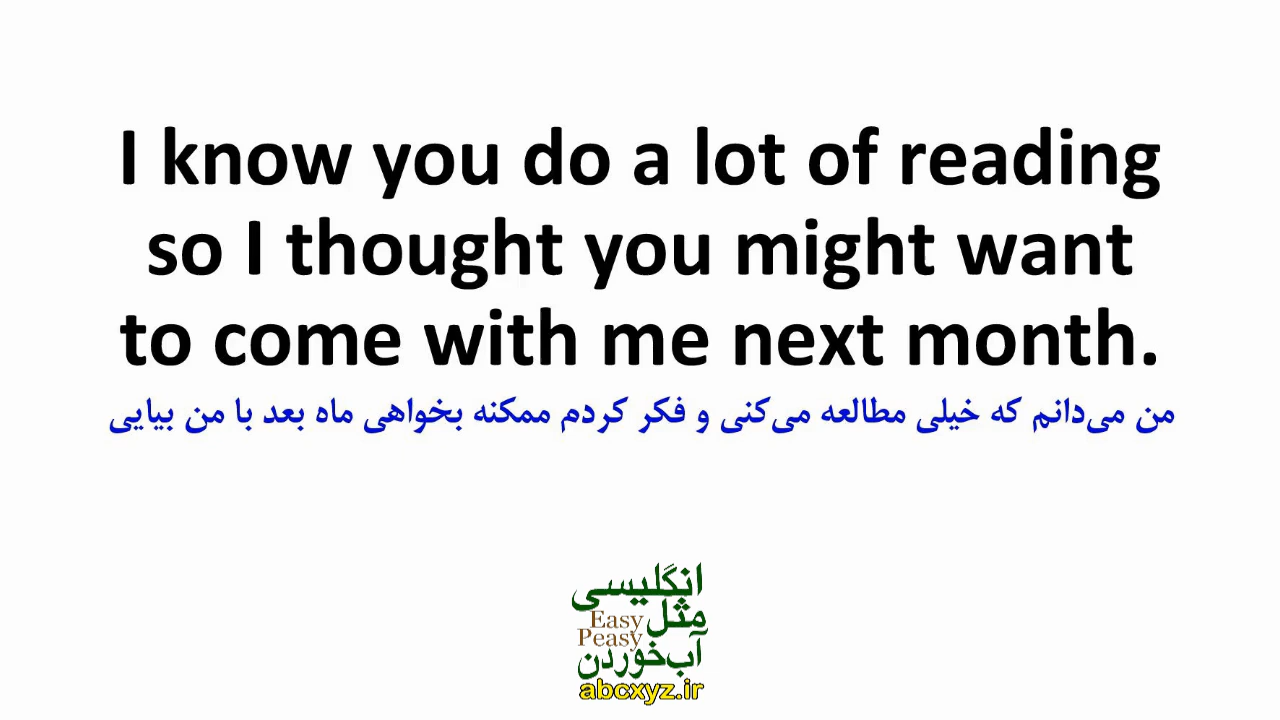 I know you do a lot of reading
so I thought you might want
to come with me next month.
من می‌دانم که خیلی مطالعه می‌کنی و فکر کردم ممکنه بخواهی ماه بعد با من بیایی
انگلیسی
مثل
Easy
Peasy
آب‌خوردن
abcxyz.ir